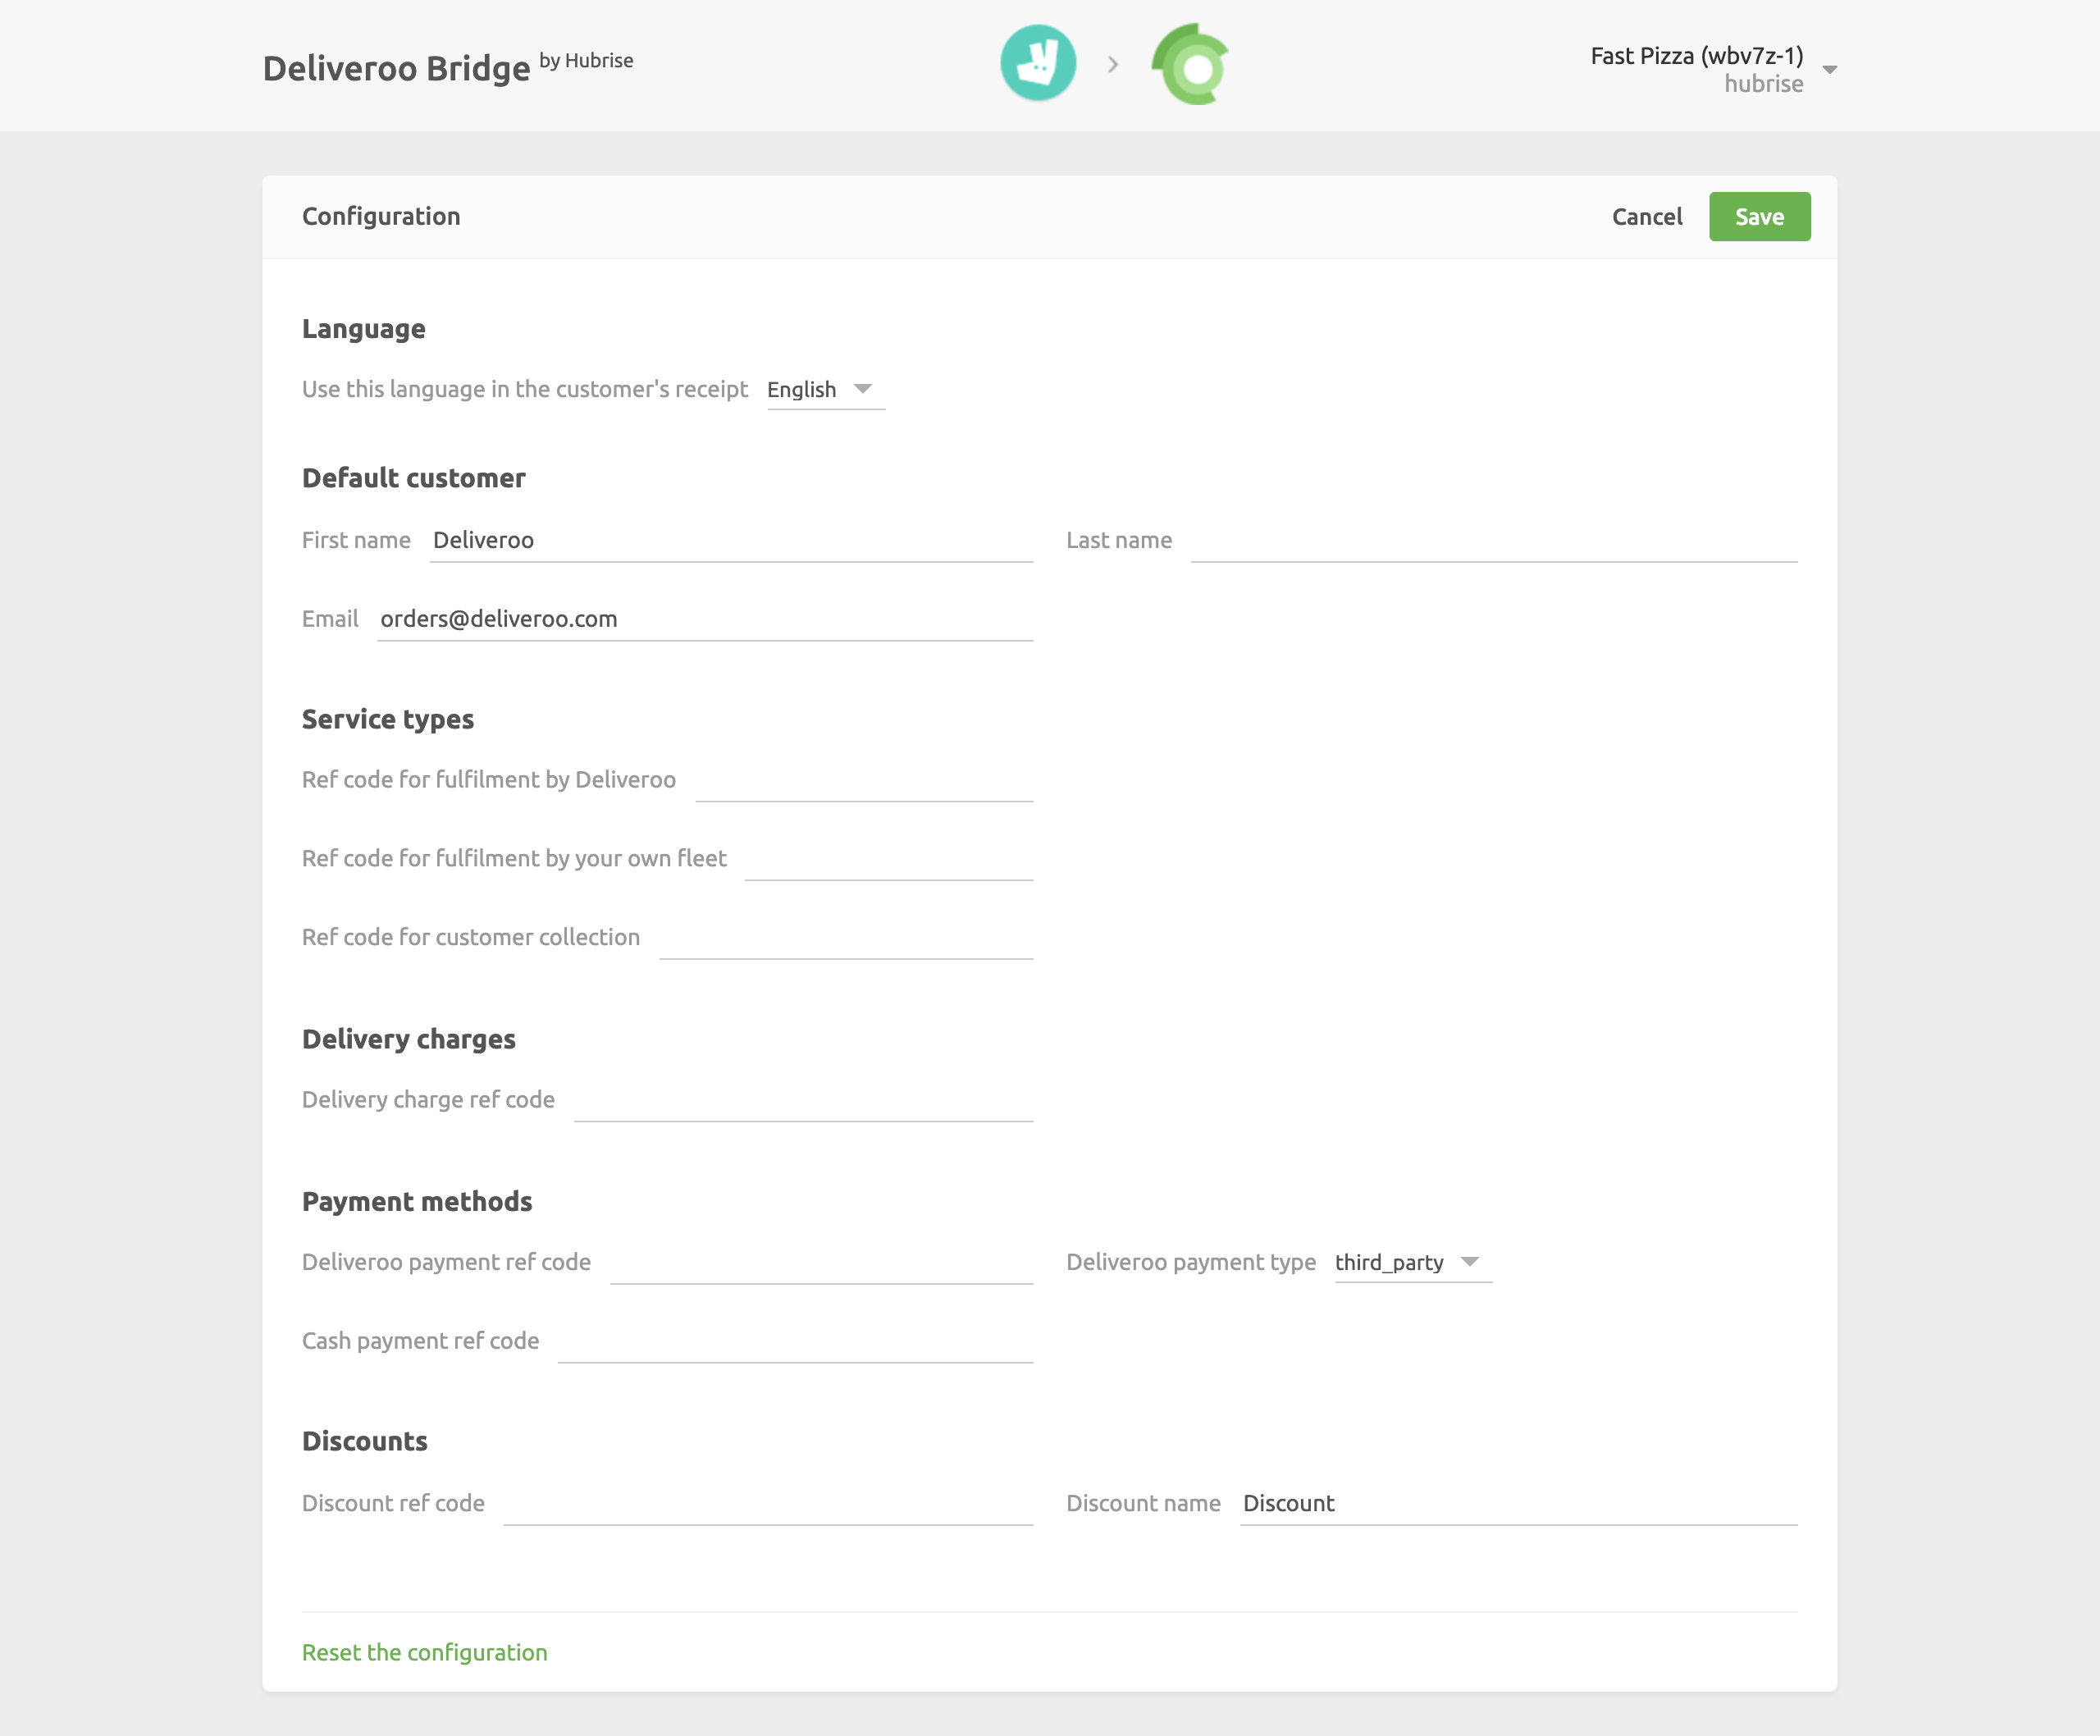 Deliveroo Bridge by Hubrise
Fast Pizza (wbv7z-1)
hubrise
Configuration
Cancel
Save
Language
Use this language in the customer's receipt English
Default customer
First name Deliveroo
Last name
Email orders@deliveroo.com
Service types
Ref code for fulfilment by Deliveroo
Ref code for fulfilment by your own fleet
Ref code for customer collection
Delivery charges
Delivery charge ref code
Payment methods
Deliveroo payment ref code
Deliveroo payment type third_party
Cash payment ref code
Discounts
Discount ref code
Discount name Discount
Reset the configuration